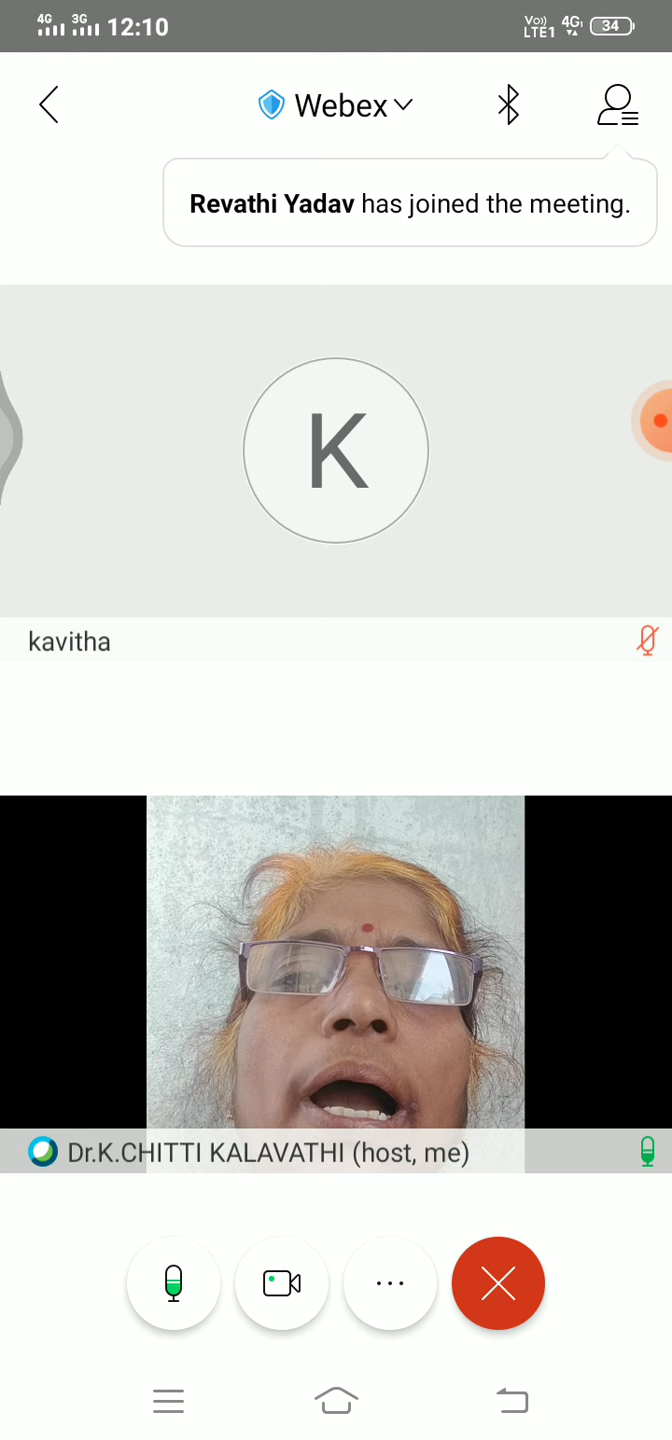 4G 3G 12:10 Vo)) LTE1 4G 34
Webex
Revathi Yadav has joined the meeting.
K
kavitha
Dr.K.CHITTI KALAVATHI (host, me)